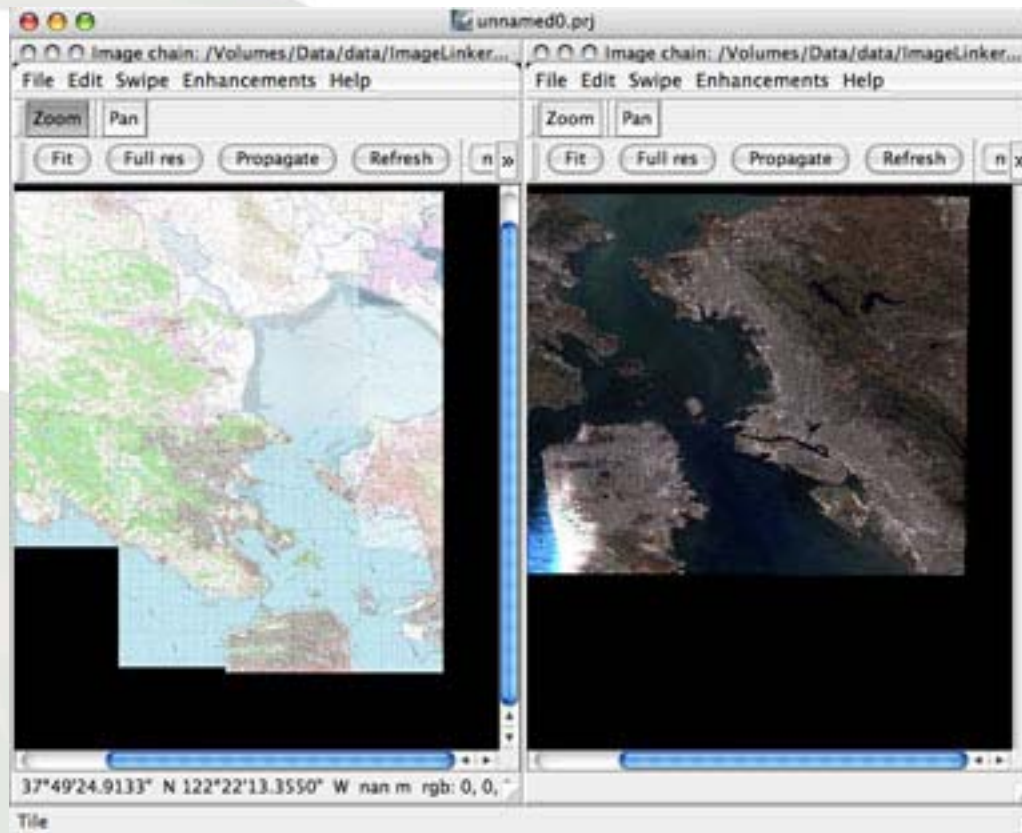 unnamed0.prj
Image chain: /Volumes/Data/data/ImageLinker...
File Edit Swipe Enhancements Help
Zoom Pan
Fit Full res Propagate Refresh n »
37°49'24.9133" N 122°22'13.3550" W nan m rgb: 0, 0,
Image chain: /Volumes/Data/data/ImageLinker...
File Edit Swipe Enhancements Help
Zoom Pan
Fit Full res Propagate Refresh n »
Tile